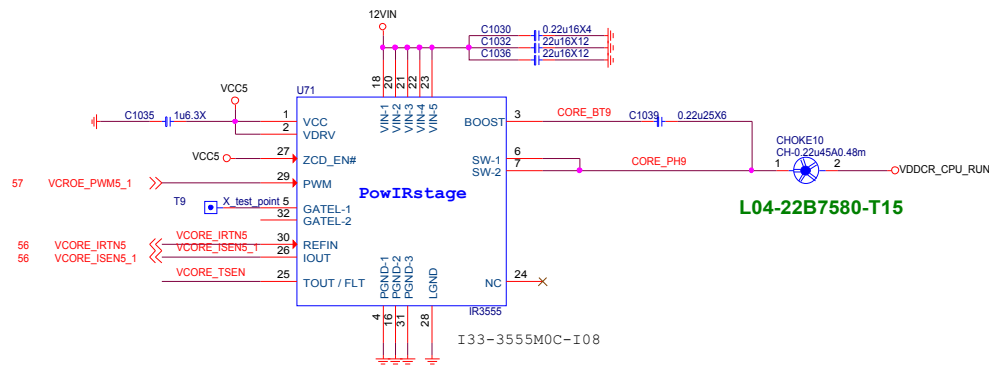 12VIN
C1030 0.22u16X4
C1032 22u16X12
C1036 22u16X12
18
20
21
22
23
U71
VCC5
C1035 1u6.3X
1 VCC
2 VDRV
VIN-1
VIN-2
VIN-3
VIN-4
VIN-5
BOOST 3 CORE_BT9 C1039 0.22u25X6
CHOKE10
CH-0.22u45A0.48m
VCC5 27 ZCD_EN#
SW-1 6
SW-2 7 CORE_PH9 1 2 VDDCR_CPU_RUN
57 VCROE_PWM5_1 29 PWM
PowIRstage
L04-22B7580-T15
T9 X_test_point 5 GATEL-1
32 GATEL-2
56 VCORE_IRTN5 VCORE_IRTN5 30 REFIN
56 VCORE_ISEN5_1 VCORE_ISEN5_1 26 IOUT
VCORE_TSEN 25 TOUT / FLT
PGND-1
PGND-2
PGND-3
LGND
NC 24
IR3555
4
16
31
28
I33-3555M0C-I08